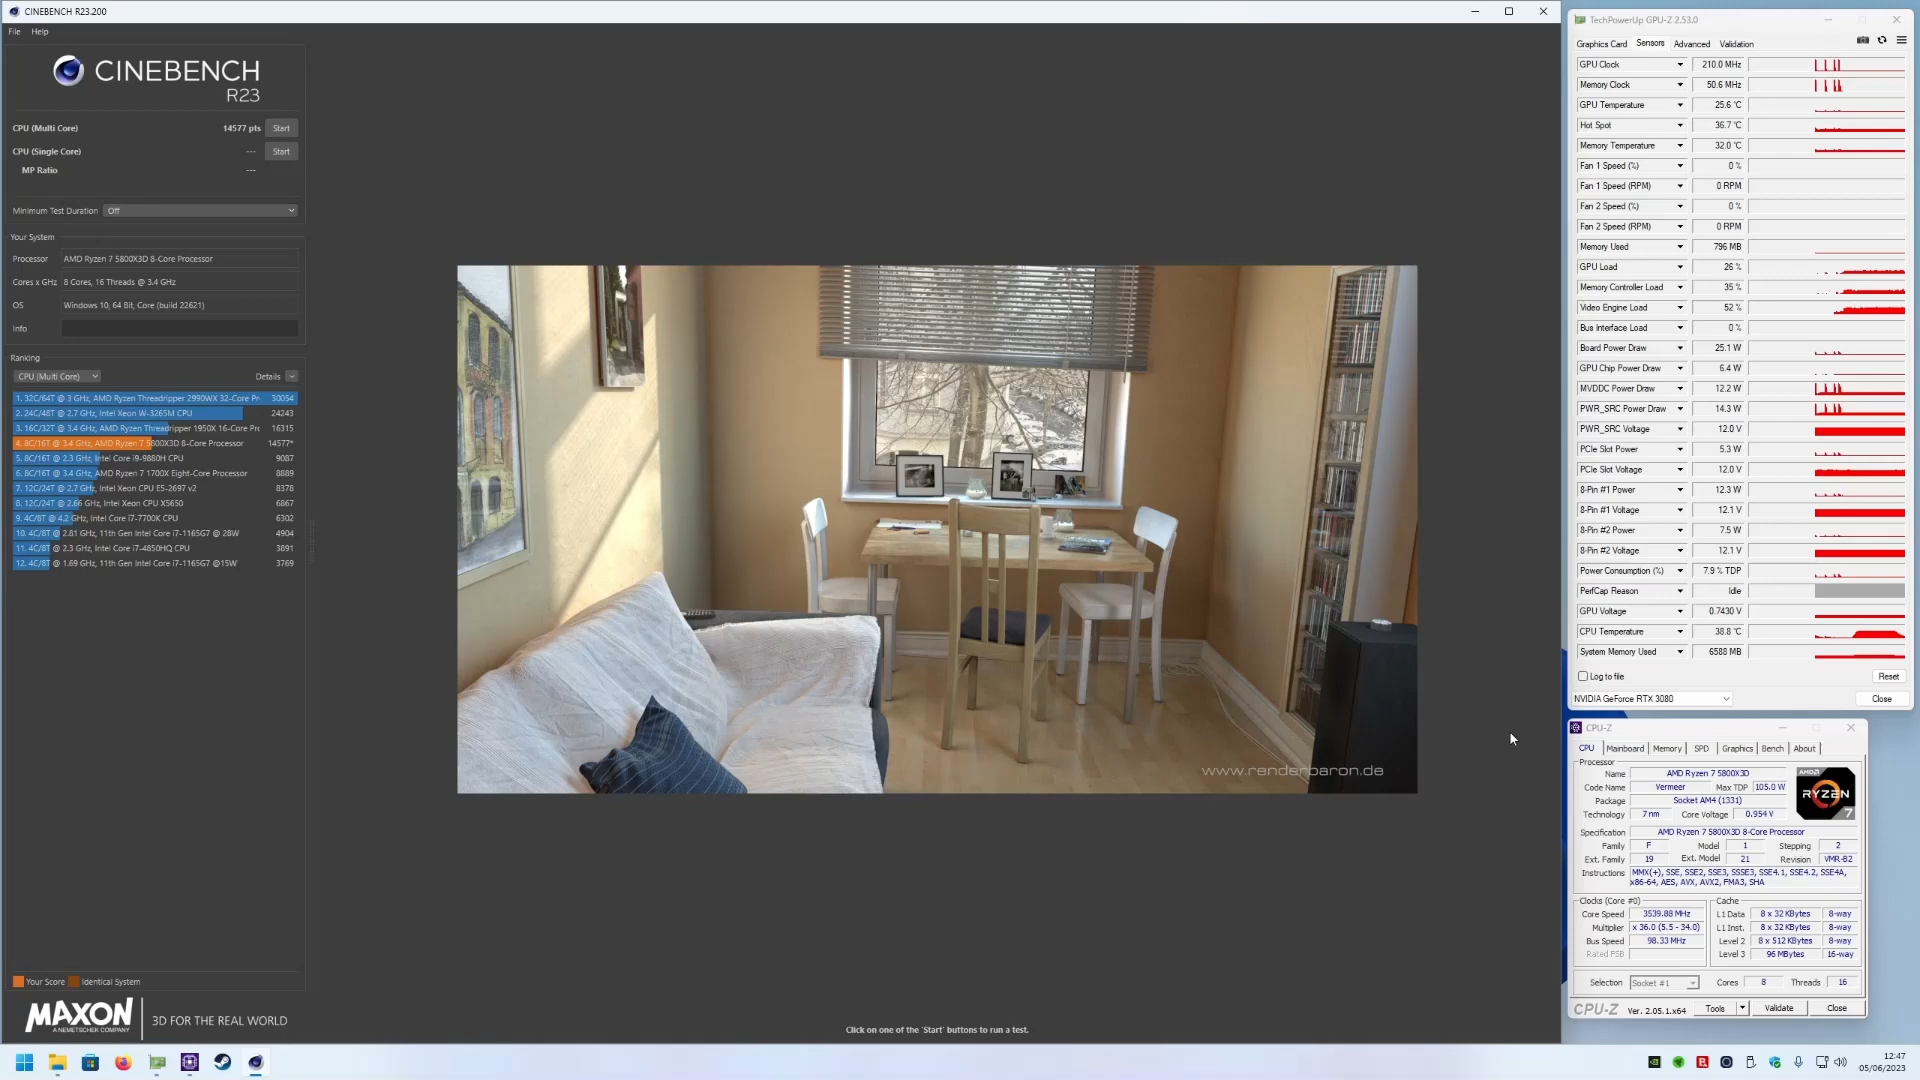 CINEBENCH R23.200
File Help
CINEBENCH
R23
CPU (Multi Core) 14577 pts Start
CPU (Single Core) --- Start
MP Ratio ---
Minimum Test Duration Off
Your System
Processor AMD Ryzen 7 5800X3D 8-Core Processor
Cores x GHz 8 Cores, 16 Threads @ 3.4 GHz
OS Windows 10, 64 Bit, Core (build 22621)
Info
Ranking
CPU (Multi Core) Details
1. 32C/64T @ 3 GHz, AMD Ryzen Threadripper 2990WX 32-Core Pr 30054
2. 24C/48T @ 2.7 GHz, Intel Xeon W-3265M CPU 24243
3. 16C/32T @ 3.4 GHz, AMD Ryzen Threadripper 1950X 16-Core Pr 16315
4. 8C/16T @ 3.4 GHz, AMD Ryzen 7 5800X3D 8-Core Processor 14577*
5. 8C/16T @ 2.3 GHz, Intel Core i9-9880H CPU 9087
6. 8C/16T @ 3.4 GHz, AMD Ryzen 7 1700X Eight-Core Processor 8889
7. 12C/24T @ 2.7 GHz, Intel Xeon CPU E5-2697 v2 8378
8. 12C/24T @ 2.66 GHz, Intel Xeon CPU X5650 6867
9. 4C/8T @ 4.2 GHz, Intel Core i7-7700K CPU 6302
10. 4C/8T @ 2.81 GHz, 11th Gen Intel Core i7-1165G7 @ 28W 4904
11. 4C/8T @ 2.3 GHz, Intel Core i7-4850HQ CPU 3891
12. 4C/8T @ 1.69 GHz, 11th Gen Intel Core i7-1165G7 @15W 3769
Your Score Identical System
MAXON
A NEMETSCHEK COMPANY
3D FOR THE REAL WORLD
www.renderbaron.de
Click on one of the 'Start' buttons to run a test.
TechPowerUp GPU-Z 2.53.0
Graphics Card Sensors Advanced Validation
GPU Clock 210.0 MHz
Memory Clock 50.6 MHz
GPU Temperature 25.6 °C
Hot Spot 36.7 °C
Memory Temperature 32.0 °C
Fan 1 Speed (%) 0 %
Fan 1 Speed (RPM) 0 RPM
Fan 2 Speed (%) 0 %
Fan 2 Speed (RPM) 0 RPM
Memory Used 796 MB
GPU Load 26 %
Memory Controller Load 35 %
Video Engine Load 52 %
Bus Interface Load 0 %
Board Power Draw 25.1 W
GPU Chip Power Draw 6.4 W
MVDDC Power Draw 12.2 W
PWR_SRC Power Draw 14.3 W
PWR_SRC Voltage 12.0 V
PCIe Slot Power 5.3 W
PCIe Slot Voltage 12.0 V
8-Pin #1 Power 12.3 W
8-Pin #1 Voltage 12.1 V
8-Pin #2 Power 7.5 W
8-Pin #2 Voltage 12.1 V
Power Consumption (%) 7.9 % TDP
PerfCap Reason Idle
GPU Voltage 0.7430 V
CPU Temperature 38.8 °C
System Memory Used 6588 MB
Log to file Reset
NVIDIA GeForce RTX 3080 Close
CPU-Z
CPU Mainboard Memory SPD Graphics Bench About
Processor
Name AMD Ryzen 7 5800X3D
Code Name Vermeer Max TDP 105.0 W
Package Socket AM4 (1331)
Technology 7 nm Core Voltage 0.954 V
AMD
RYZEN
7
Specification AMD Ryzen 7 5800X3D 8-Core Processor
Family F Model 1 Stepping 2
Ext. Family 19 Ext. Model 21 Revision VMR-B2
Instructions MMX(+), SSE, SSE2, SSE3, SSSE3, SSE4.1, SSE4.2, SSE4A,
x86-64, AES, AVX, AVX2, FMA3, SHA
Clocks (Core #0) Cache
Core Speed 3539.88 MHz L1 Data 8 x 32 KBytes 8-way
Multiplier x 36.0 (5.5 - 34.0) L1 Inst. 8 x 32 KBytes 8-way
Bus Speed 98.33 MHz Level 2 8 x 512 KBytes 8-way
Rated FSB Level 3 96 MBytes 16-way
Selection Socket #1 Cores 8 Threads 16
CPU-Z Ver. 2.05.1.x64 Tools Validate Close
12:47
05/06/2023